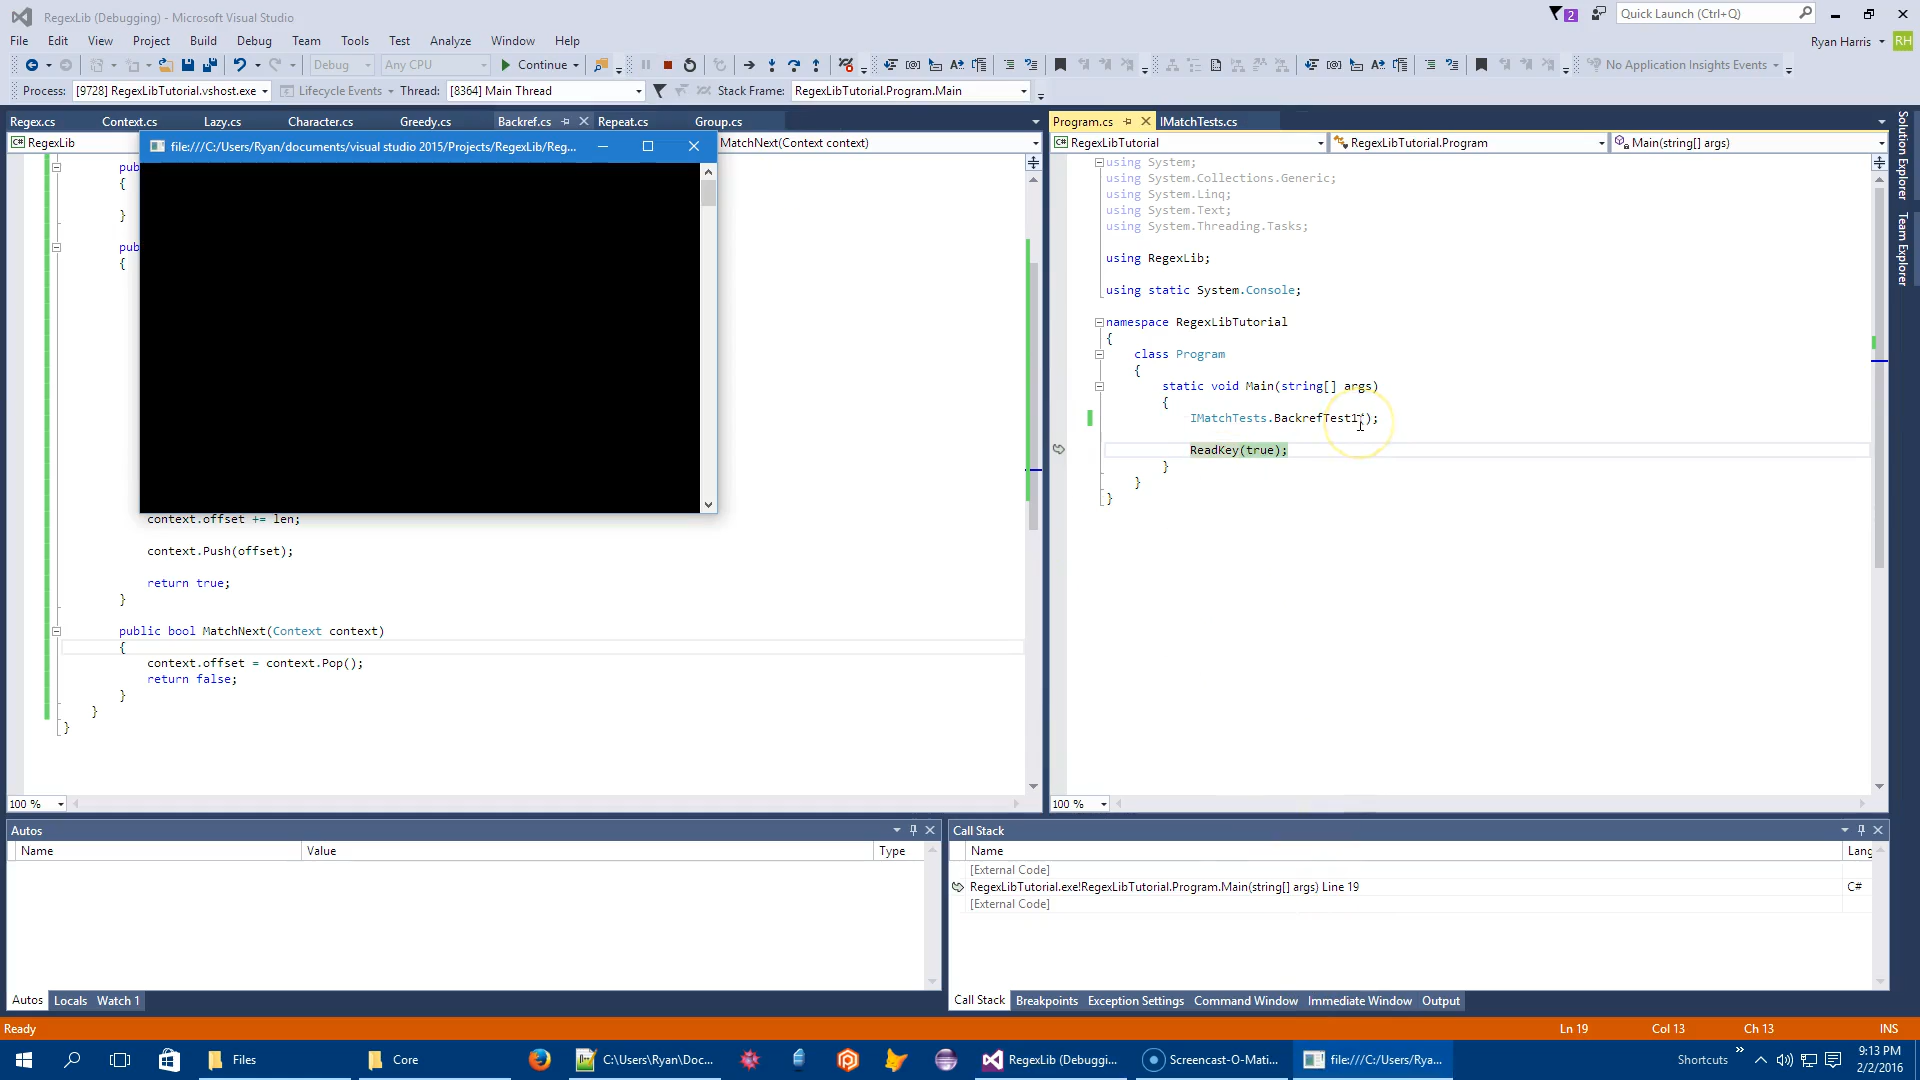 RegexLib (Debugging) - Microsoft Visual Studio
2
Quick Launch (Ctrl+Q)
File Edit View Project Build Debug Team Tools Test Analyze Window Help
Ryan Harris RH
Debug Any CPU Continue No Application Insights Events
Process: [9728] RegexLibTutorial.vshost.exe Lifecycle Events Thread: [8364] Main Thread Stack Frame: RegexLibTutorial.Program.Main
Regex.cs Context.cs Lazy.cs Character.cs Greedy.cs Backref.cs Repeat.cs Group.cs
RegexLib
MatchNext(Context context)
file:///C:/Users/Ryan/documents/visual studio 2015/Projects/RegexLib/Reg...
pub
{
}
pub
{
context.offset += len;
context.Push(offset);
return true;
}
public bool MatchNext(Context context)
{
context.offset = context.Pop();
return false;
}
}
}
100 %
Program.cs IMatchTests.cs
RegexLibTutorial RegexLibTutorial.Program Main(string[] args)
using System;
using System.Collections.Generic;
using System.Linq;
using System.Text;
using System.Threading.Tasks;
using RegexLib;
using static System.Console;
namespace RegexLibTutorial
{
class Program
{
static void Main(string[] args)
{
IMatchTests.BackrefTest1();
ReadKey(true);
}
}
}
100 %
Solution Explorer
Team Explorer
Autos
Name Value Type
Autos Locals Watch 1
Call Stack
Name Lang
[External Code]
RegexLibTutorial.exe!RegexLibTutorial.Program.Main(string[] args) Line 19 C#
[External Code]
Call Stack Breakpoints Exception Settings Command Window Immediate Window Output
Ready Ln 19 Col 13 Ch 13 INS
Files Core C:\Users\Ryan\Doc... RegexLib (Debuggi... Screencast-O-Mati... file:///C:/Users/Rya... Shortcuts
9:13 PM
2/2/2016